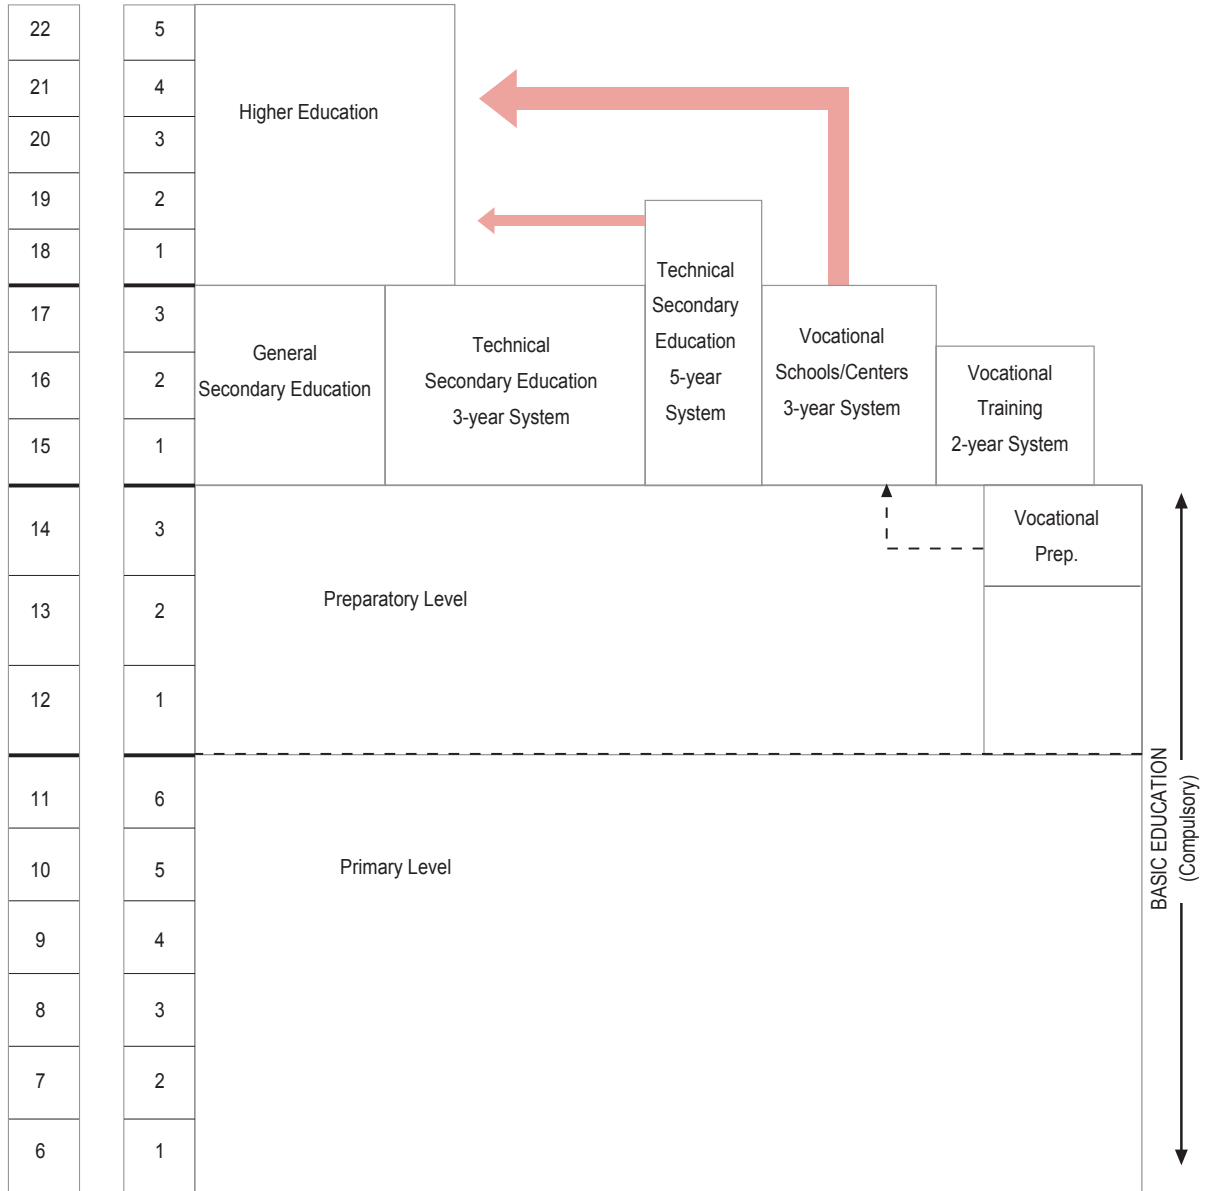 22 5
21 4
Higher Education
20 3
19 2
18 1
17 3
16 2
15 1
General
Secondary Education
Technical
Secondary Education
3-year System
Technical
Secondary
Education
5-year
System
Vocational
Schools/Centers
3-year System
Vocational
Training
2-year System
14 3
Vocational
Prep.
13 2
Preparatory Level
12 1
11 6
10 5
Primary Level
9 4
8 3
7 2
6 1
BASIC EDUCATION
(Compulsory)